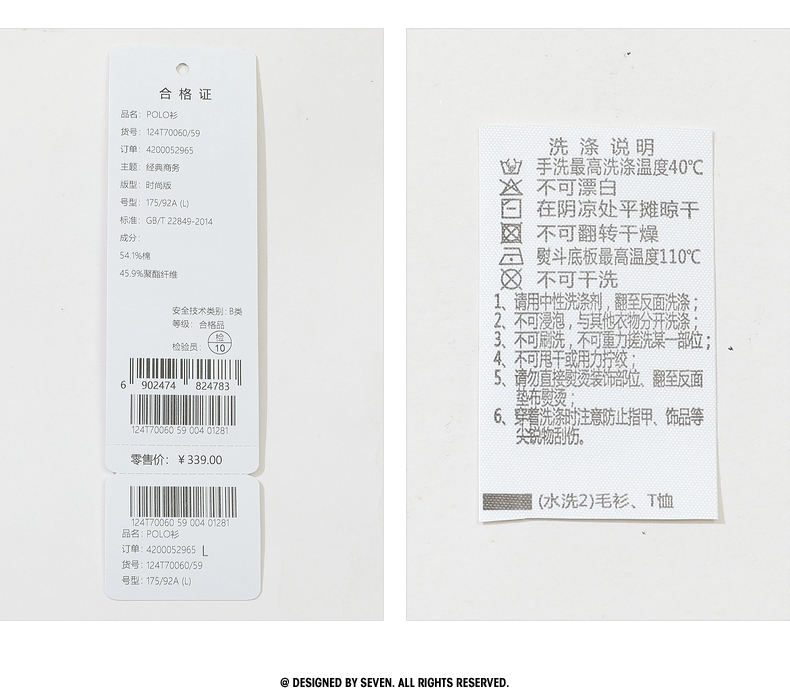 合格证
品名：POLO衫
货号：124T70060/59
订单：4200052965
主题：经典商务
版型：时尚版
号型：175/92A (L)
标准：GB/T 22849-2014
成分：
54.1%棉
45.9%聚酯纤维
安全技术类别：B类
等级：合格品
检验员：检 10
6 902474 824783
124T70060 59 004 01281
零售价：￥339.00
124T70060 59 004 01281
品名：POLO衫
订单：4200052965 L
货号：124T70060/59
号型：175/92A (L)
洗涤说明
手洗最高洗涤温度40℃
不可漂白
在阴凉处平摊晾干
不可翻转干燥
熨斗底板最高温度110℃
不可干洗
1、请用中性洗涤剂，翻至反面洗涤；
2、不可浸泡，与其他衣物分开洗涤；
3、不可刷洗，不可重力搓洗某一部位；
4、不可甩干或用力拧绞；
5、请勿直接熨烫装饰部位、翻至反面
垫布熨烫；
6、穿着洗涤时注意防止指甲、饰品等
尖锐物刮伤。
(水洗2)毛衫、T恤
@ DESIGNED BY SEVEN. ALL RIGHTS RESERVED.